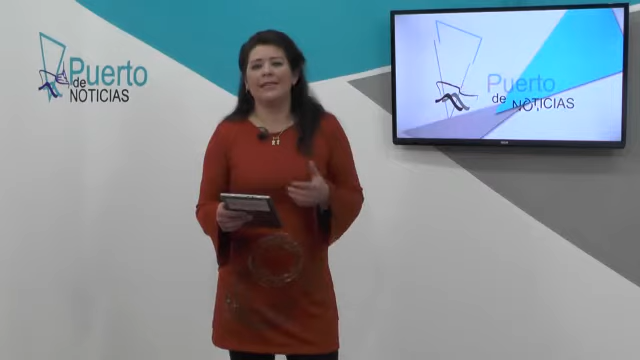 Puerto
de
NOTICIAS
Puerto
de NOTICIAS